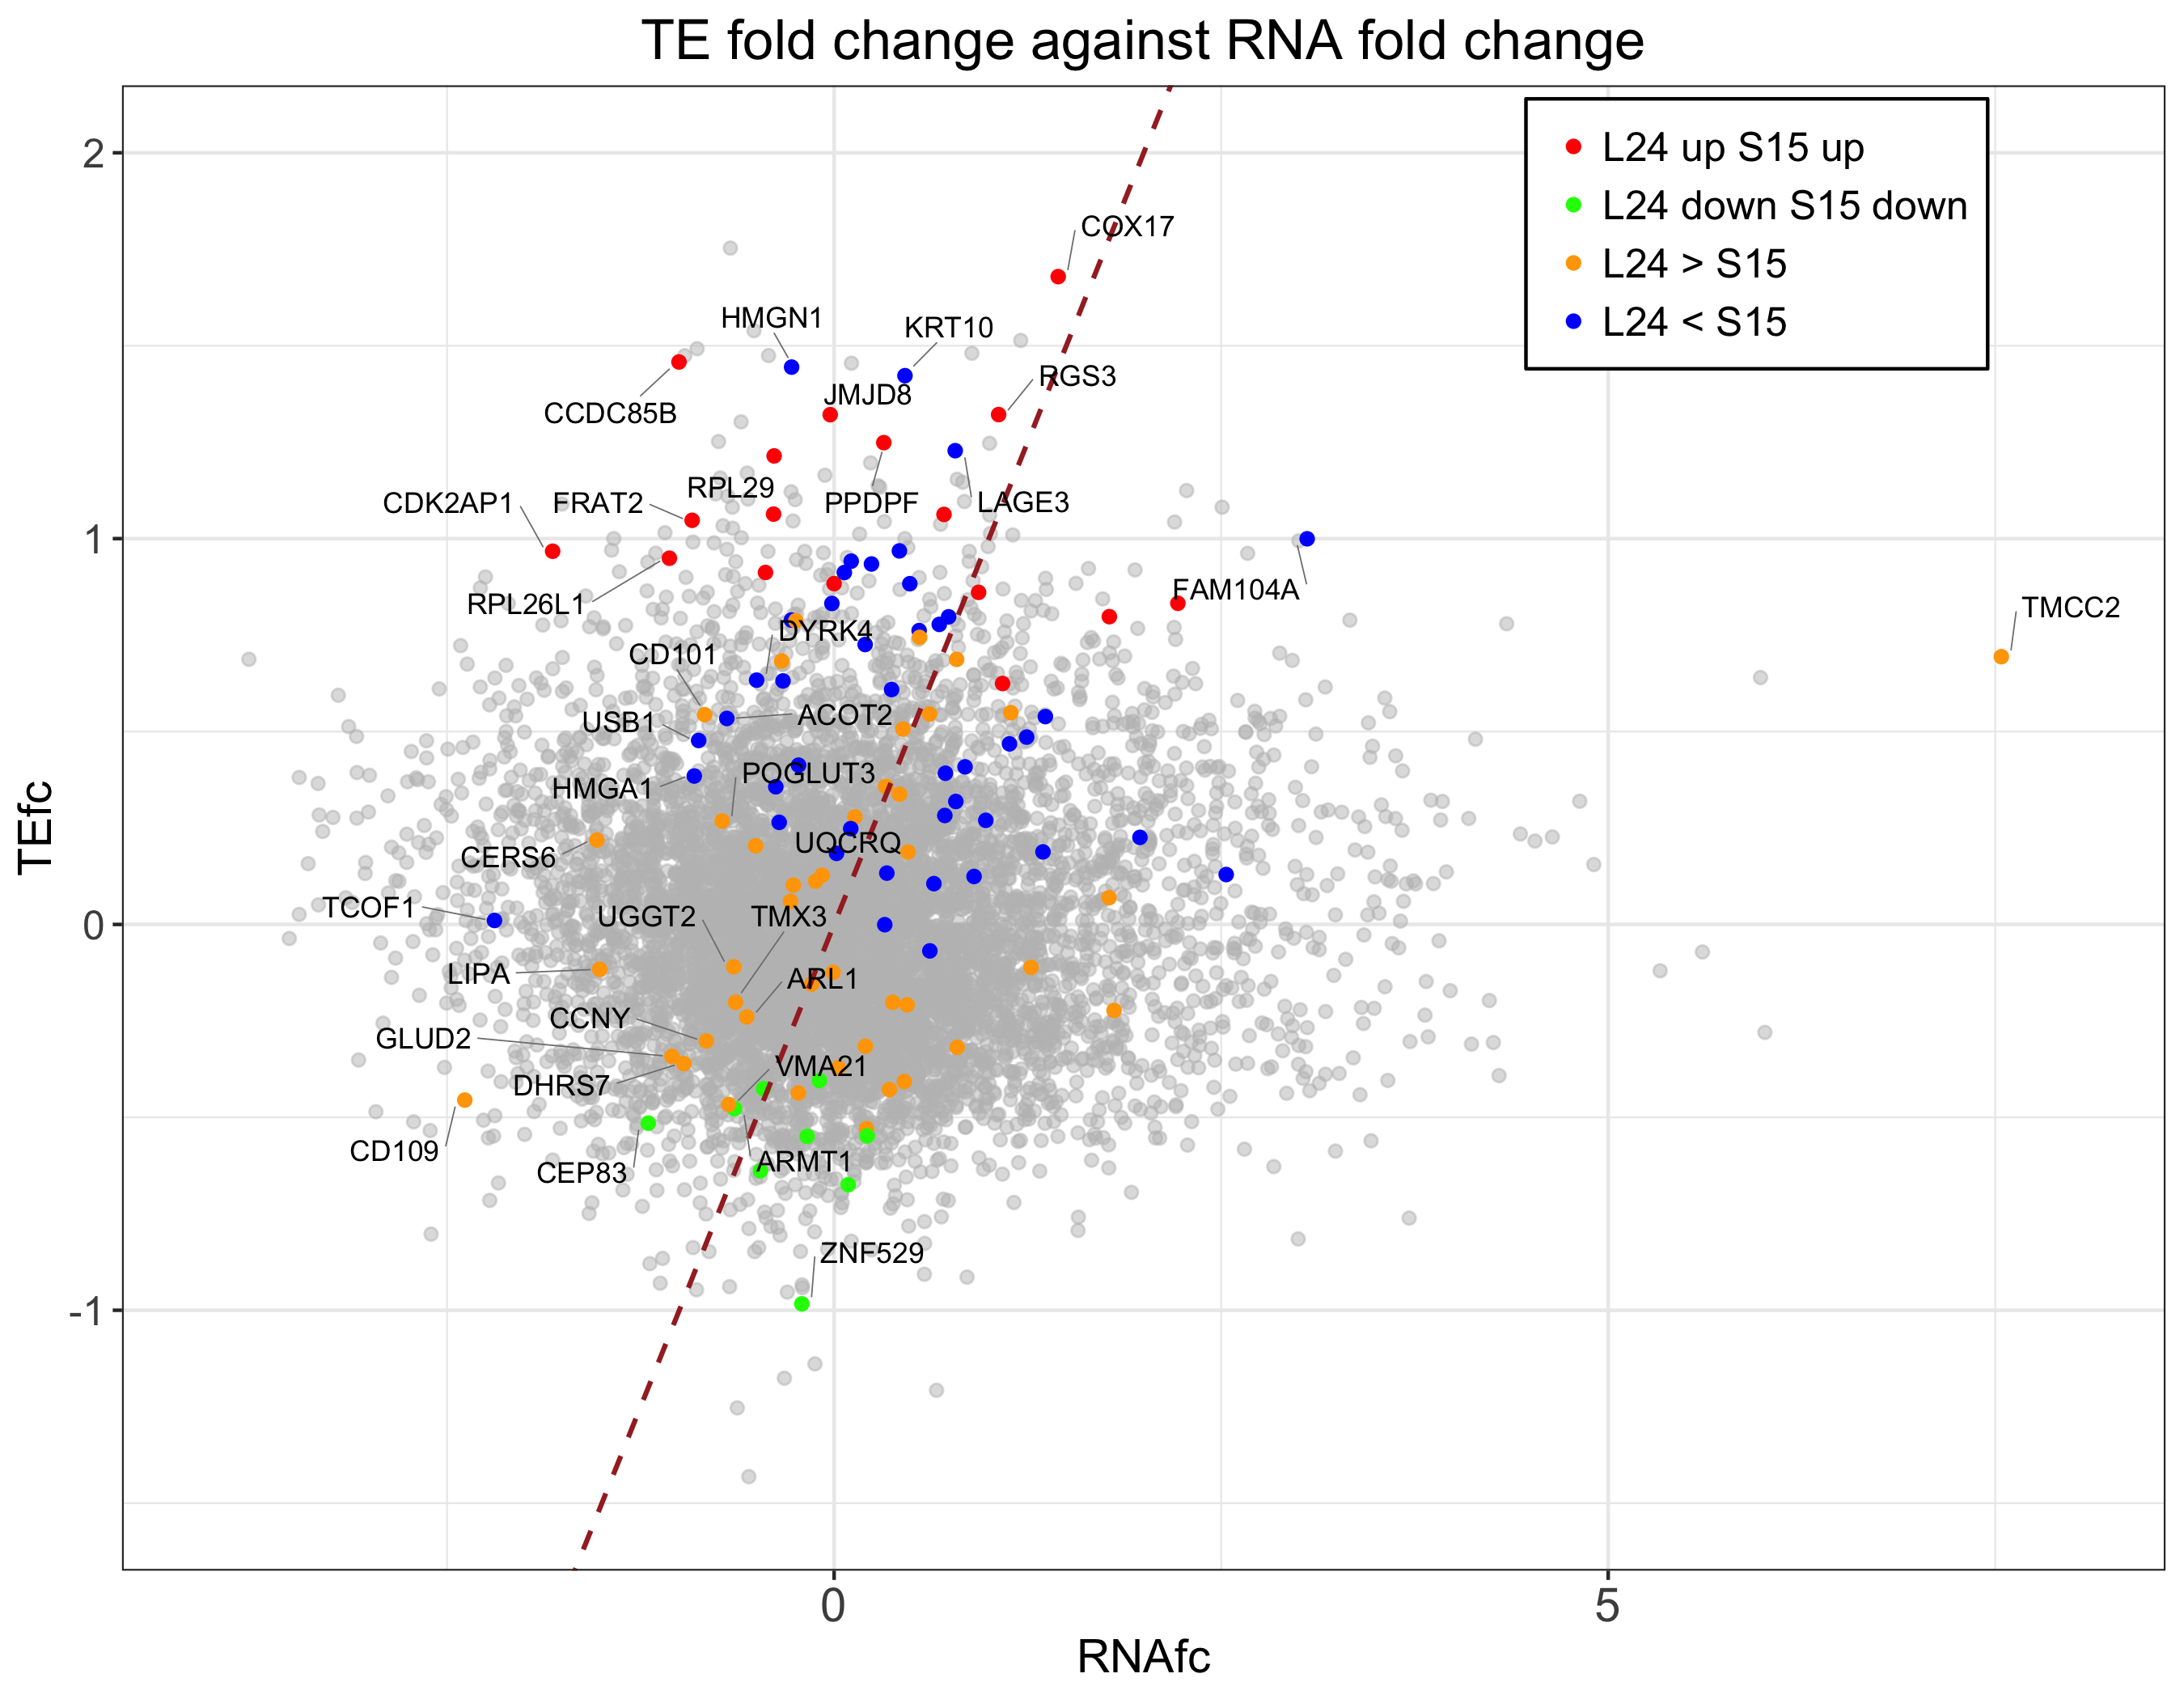 TE fold change against RNA fold change
L24 up S15 up
L24 down S15 down
L24 > S15
L24 < S15
COX17
HMGN1
KRT10
RGS3
JMJD8
CCDC85B
RPL29
CDK2AP1
FRAT2
PPDPF
LAGE3
FAM104A
RPL26L1
TMCC2
DYRK4
CD101
ACOT2
USB1
POGLUT3
HMGA1
UQCRQ
CERS6
TCOF1
UGGT2
TMX3
LIPA
ARL1
CCNY
GLUD2
VMA21
DHRS7
CD109
ARMT1
CEP83
ZNF529
2
1
0
-1
TEfc
0
5
RNAfc